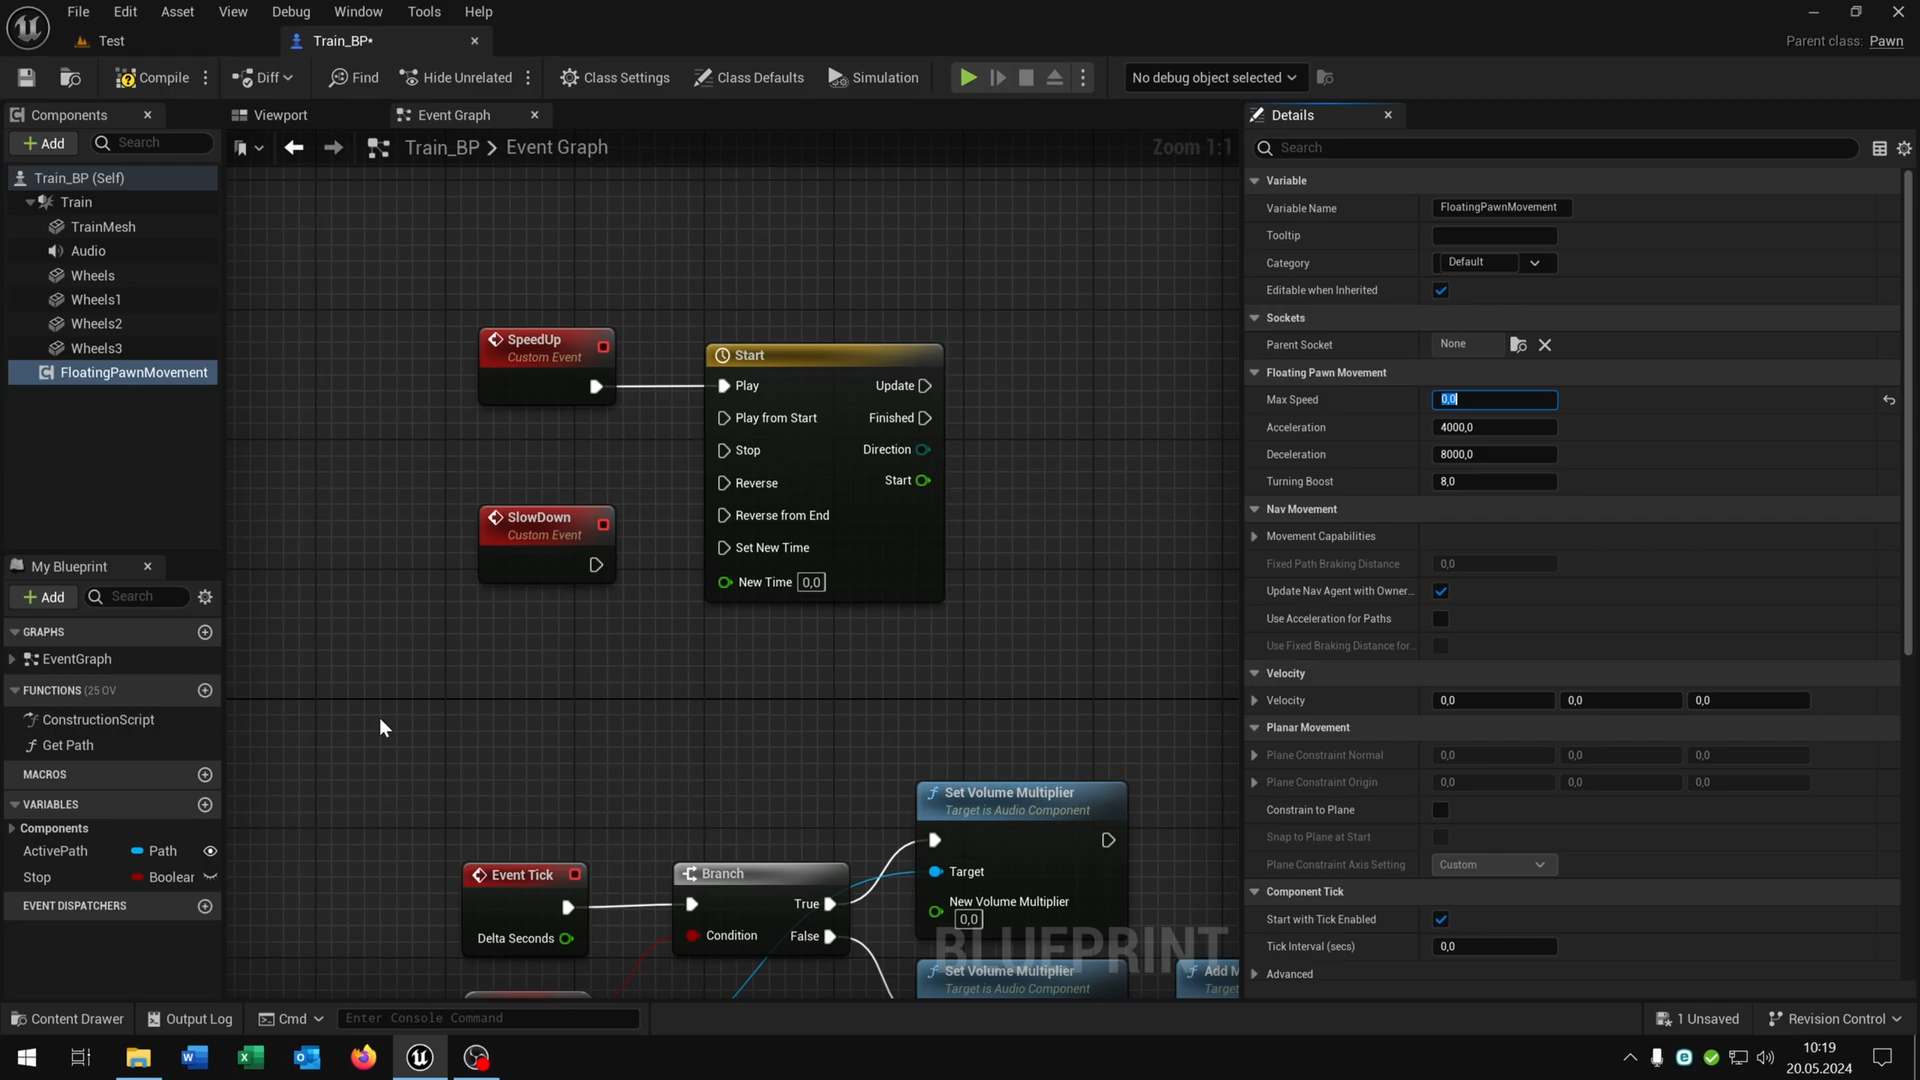 File Edit Asset View Debug Window Tools Help
Test
Train_BP*
Parent class: Pawn
Compile
Diff
Find
Hide Unrelated
Class Settings
Class Defaults
Simulation
No debug object selected
Components
Viewport
Event Graph
Details
Add
Search
Train_BP > Event Graph
Zoom 1:1
Search
Train_BP (Self)
Train
TrainMesh
Audio
Wheels
Wheels1
Wheels2
Wheels3
FloatingPawnMovement
My Blueprint
Add
Search
GRAPHS
EventGraph
FUNCTIONS (25 OV
ConstructionScript
Get Path
MACROS
VARIABLES
Components
ActivePath Path
Stop Boolear
EVENT DISPATCHERS
SpeedUp
Custom Event
SlowDown
Custom Event
Start
Play Update
Play from Start Finished
Stop Direction
Reverse Start
Reverse from End
Set New Time
New Time 0,0
Event Tick
Delta Seconds
Branch
True
Condition False
Set Volume Multiplier
Target is Audio Component
Target
New Volume Multiplier
0,0
BLUEPRINT
Set Volume Multiplier
Target is Audio Component
Add M
Target
Variable
Variable Name FloatingPawnMovement
Tooltip
Category Default
Editable when Inherited
Sockets
Parent Socket None
Floating Pawn Movement
Max Speed 0,0
Acceleration 4000,0
Deceleration 8000,0
Turning Boost 8,0
Nav Movement
Movement Capabilities
Fixed Path Braking Distance 0,0
Update Nav Agent with Owner...
Use Acceleration for Paths
Use Fixed Braking Distance for...
Velocity
Velocity 0,0 0,0 0,0
Planar Movement
Plane Constraint Normal 0,0 0,0 0,0
Plane Constraint Origin 0,0 0,0 0,0
Constrain to Plane
Snap to Plane at Start
Plane Constraint Axis Setting Custom
Component Tick
Start with Tick Enabled
Tick Interval (secs) 0,0
Advanced
Content Drawer
Output Log
Cmd
Enter Console Command
1 Unsaved
Revision Control
10:19
20.05.2024